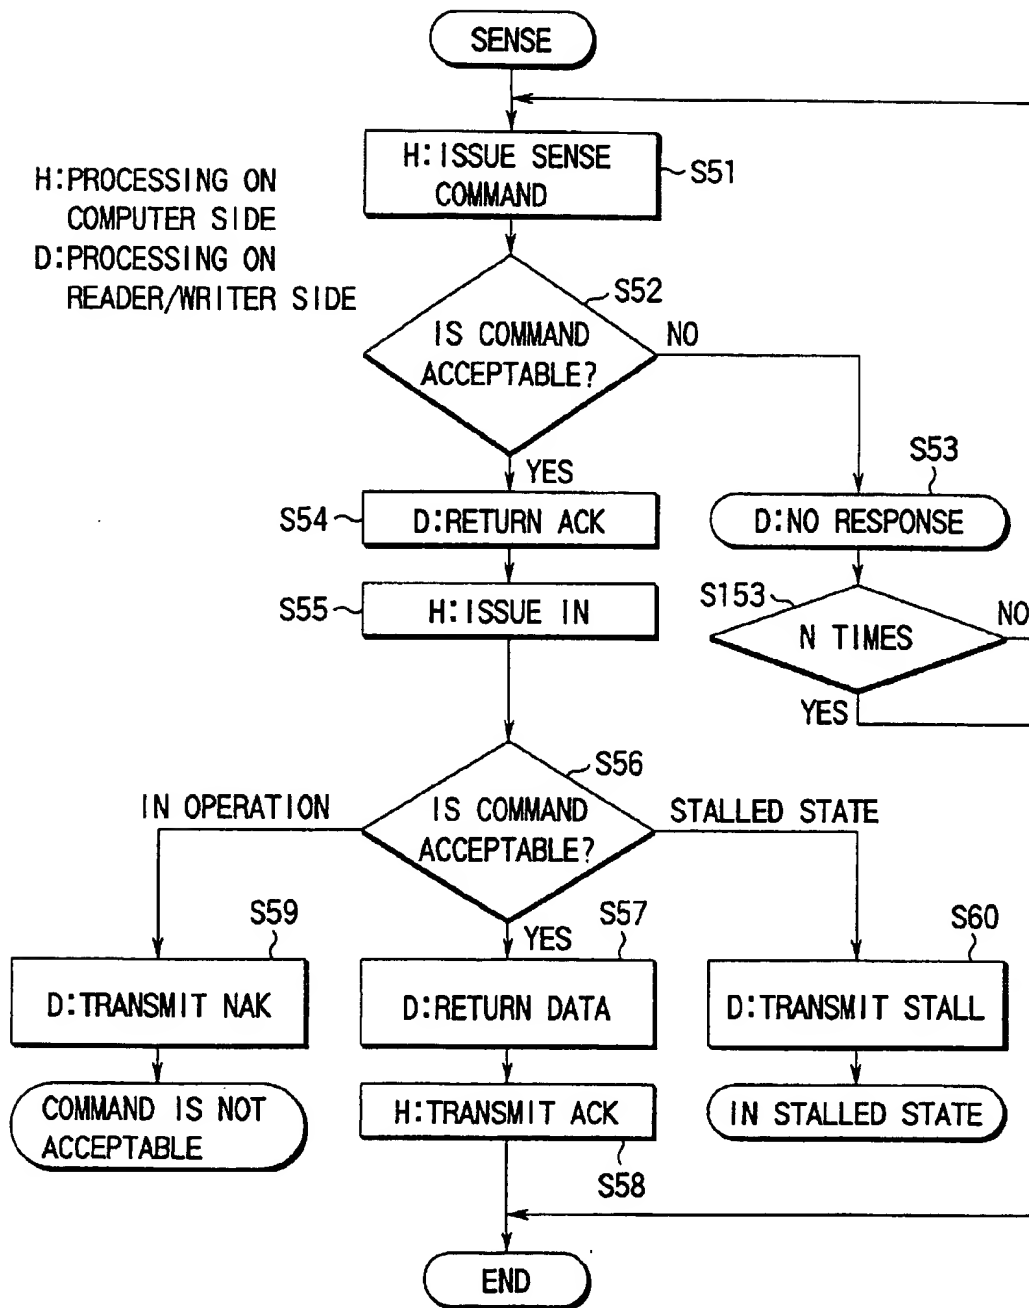 SENSE
H:ISSUE SENSE
COMMAND
S51
H:PROCESSING ON
COMPUTER SIDE
D:PROCESSING ON
READER/WRITER SIDE
S52
IS COMMAND
ACCEPTABLE?
NO
YES
S53
S54
D:RETURN ACK
D:NO RESPONSE
S55
H:ISSUE IN
S153
N TIMES
NO
YES
S56
IN OPERATION
IS COMMAND
ACCEPTABLE?
STALLED STATE
S59
YES
S57
S60
D:TRANSMIT NAK
D:RETURN DATA
D:TRANSMIT STALL
COMMAND IS NOT
ACCEPTABLE
H:TRANSMIT ACK
IN STALLED STATE
S58
END